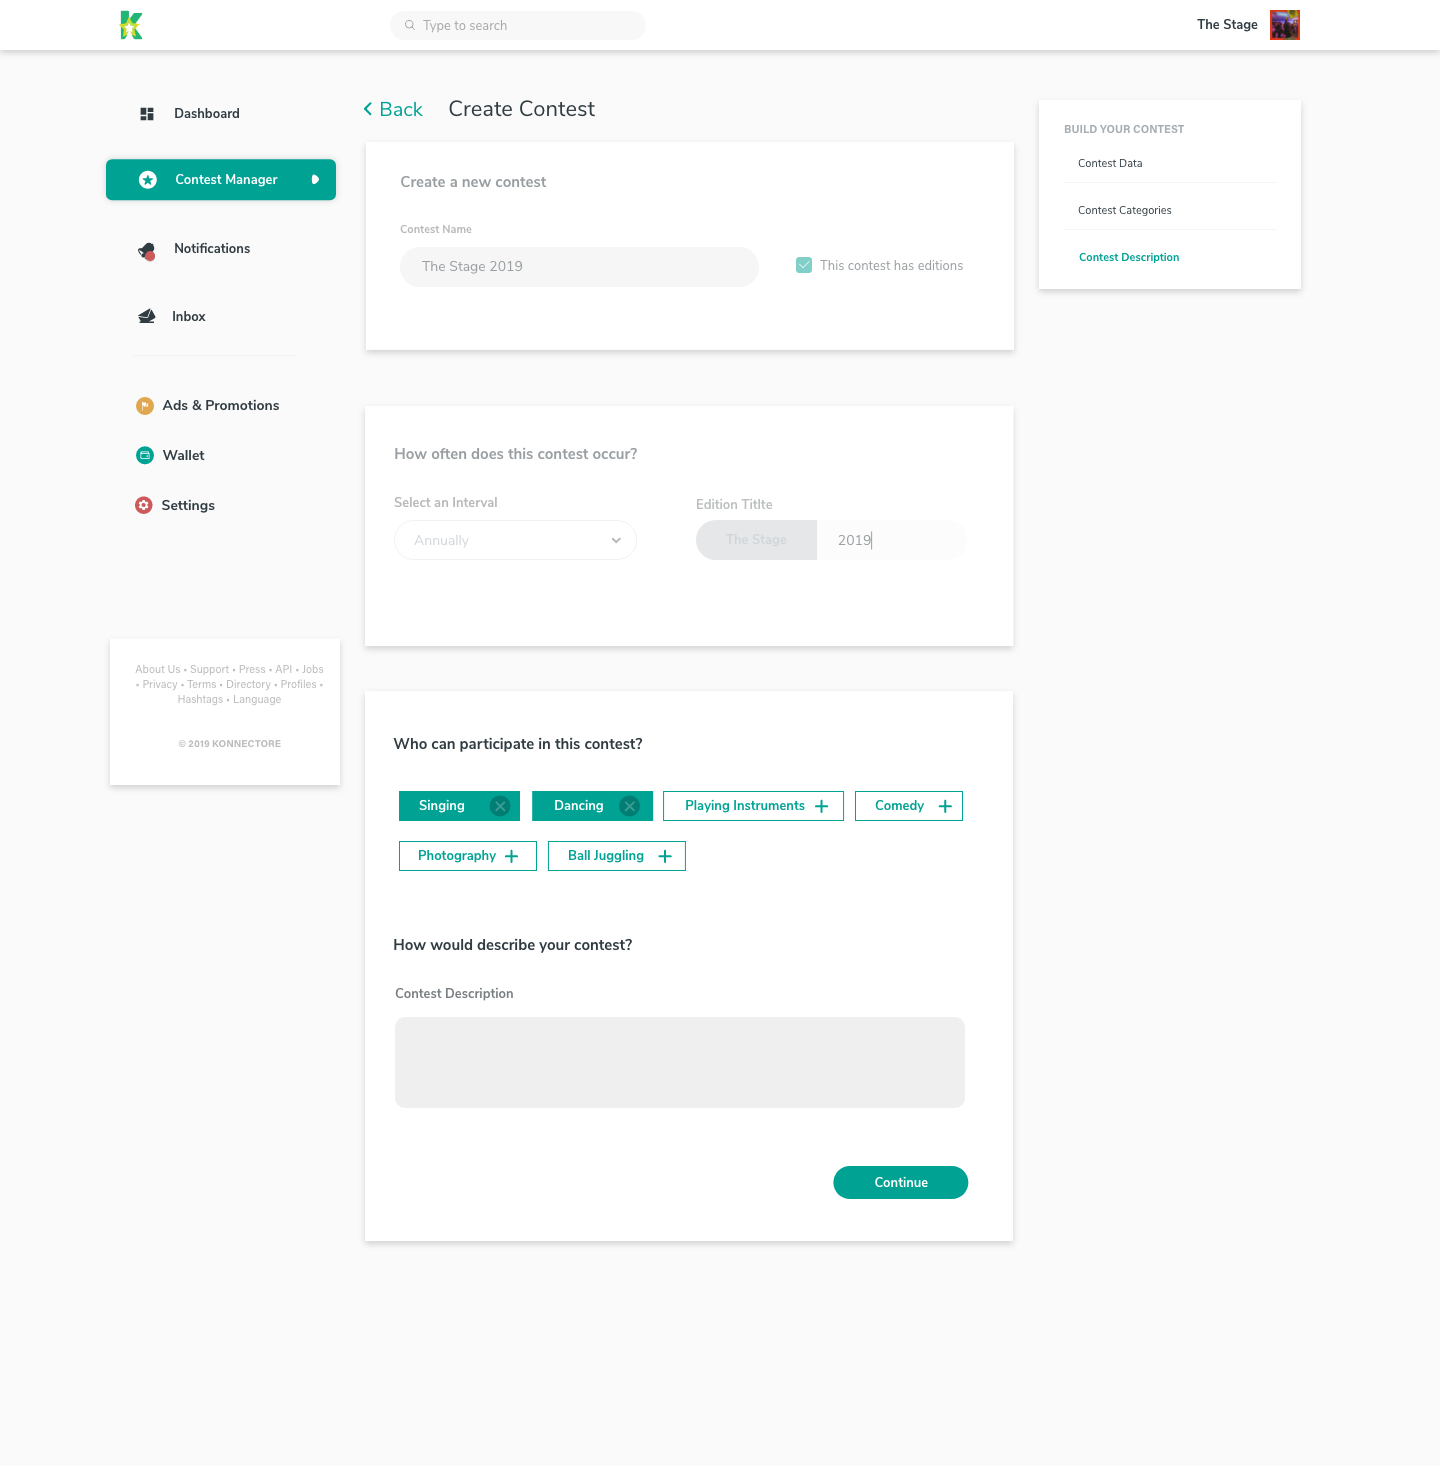 Type to search
The Stage
Dashboard
Contest Manager
Notifications
Inbox
Ads & Promotions
Wallet
Settings
About Us • Support • Press • API • Jobs
• Privacy • Terms • Directory • Profiles •
Hashtags • Language
© 2019 KONNECTORE
Back
Create Contest
Create a new contest
Contest Name
The Stage 2019
This contest has editions
How often does this contest occur?
Select an Interval
Edition Titlte
Annually
The Stage
2019
Who can participate in this contest?
Singing
Dancing
Playing Instruments
Comedy
Photography
Ball Juggling
How would describe your contest?
Contest Description
Continue
BUILD YOUR CONTEST
Contest Data
Contest Categories
Contest Description